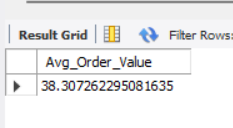 Result Grid Filter Rows:
Avg_Order_Value
38.307262295081635